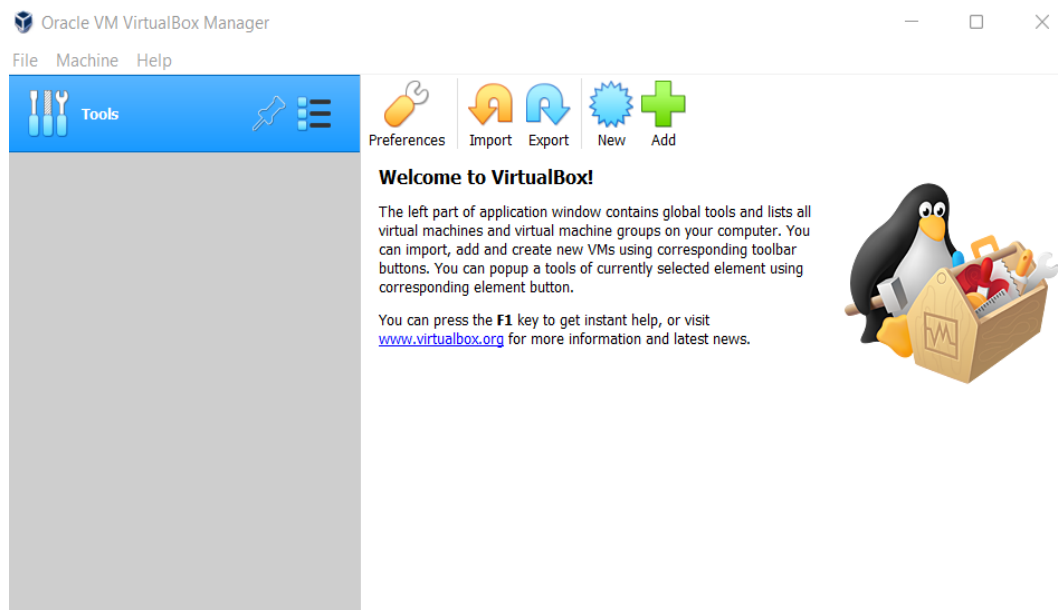 Oracle VM VirtualBox Manager
File Machine Help
Tools
Preferences Import Export New Add
Welcome to VirtualBox!
The left part of application window contains global tools and lists all
virtual machines and virtual machine groups on your computer. You
can import, add and create new VMs using corresponding toolbar
buttons. You can popup a tools of currently selected element using
corresponding element button.
You can press the F1 key to get instant help, or visit
www.virtualbox.org for more information and latest news.